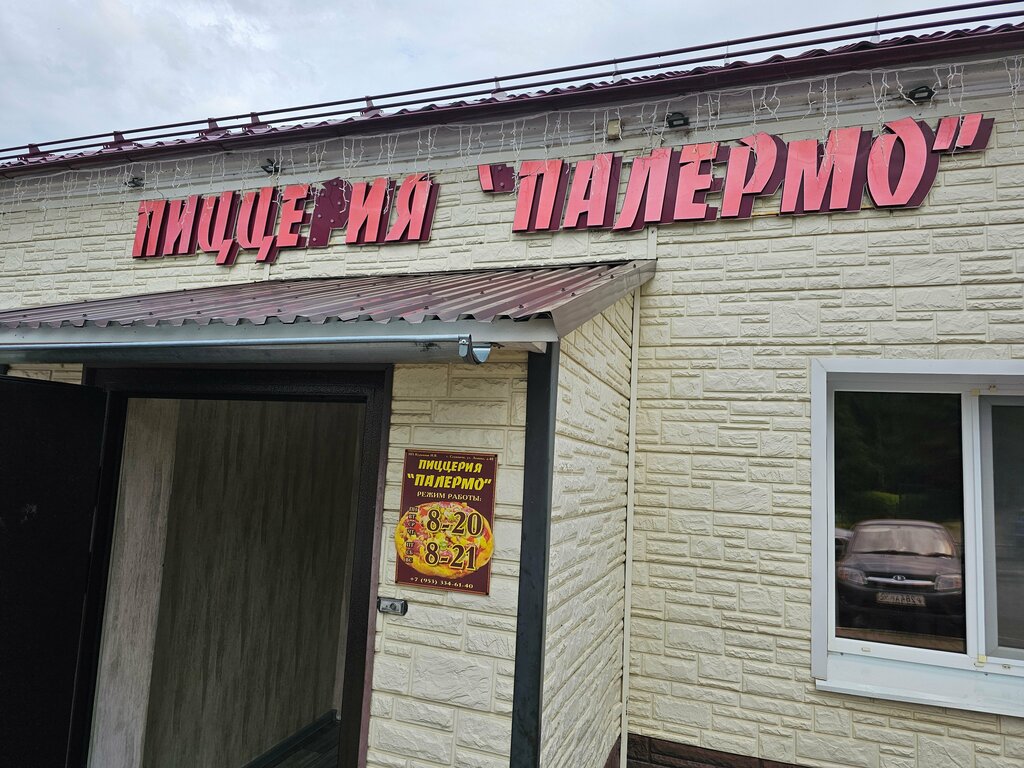 ПИЦЦЕРИЯ "ПАЛЕРМО"
ПИЦЦЕРИЯ
"ПАЛЕРМО"
РЕЖИМ РАБОТЫ:
8-20
8-21
+7 (953) 334-61-40